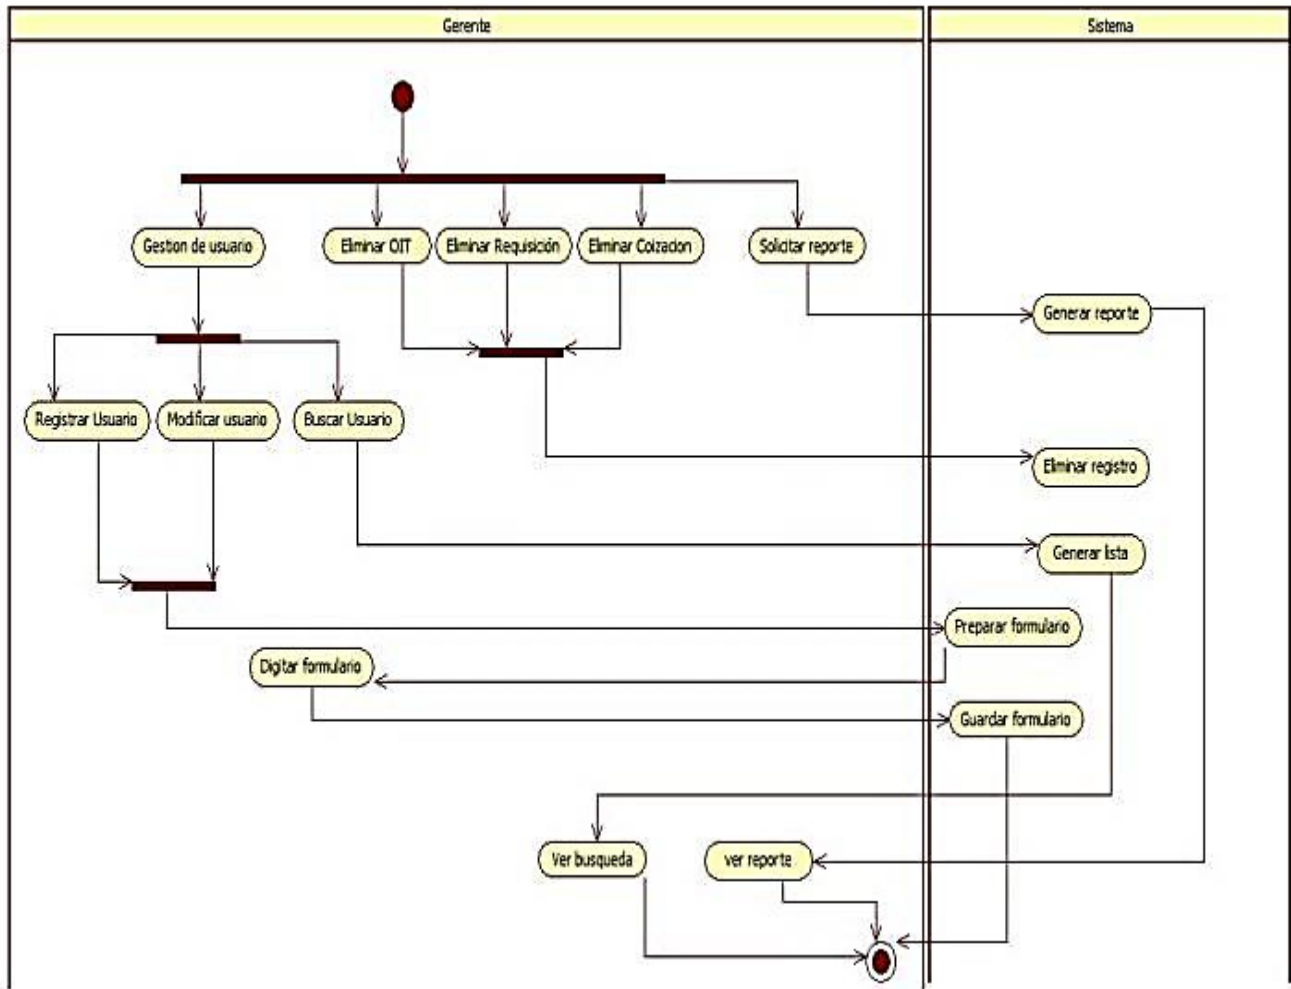 Gerente
Sistema
Gestion de usuario
Eliminar OIT
Eliminar Requisición
Eliminar Coizacion
Solicitar reporte
Generar reporte
Registrar Usuario
Modificar usuario
Buscar Usuario
Eliminar registro
Generar lista
Preparar formulario
Digitar formulario
Guardar formulario
Ver busqueda
ver reporte